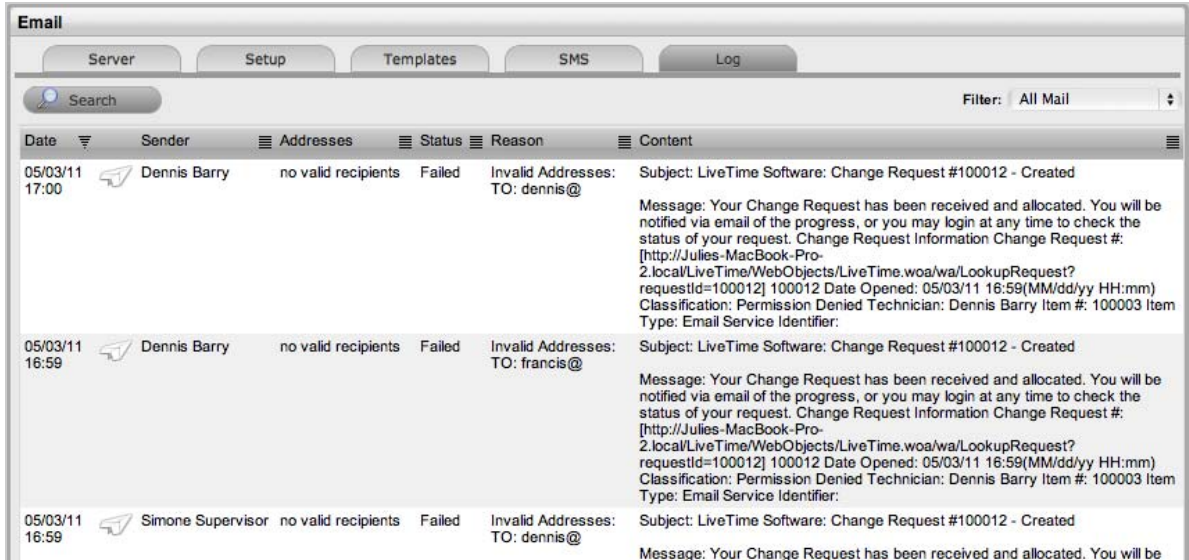 Email
Server Setup Templates SMS Log
Search Filter: All Mail
Date Sender Addresses Status Reason Content
05/03/11 Dennis Barry no valid recipients Failed Invalid Addresses: Subject: LiveTime Software: Change Request #100012 - Created
17:00 TO: dennis@
Message: Your Change Request has been received and allocated. You will be
notified via email of the progress, or you may login at any time to check the
status of your request. Change Request Information Change Request #:
[http://Julies-MacBook-Pro-
2.local/LiveTime/WebObjects/LiveTime.woa/wa/LookupRequest?
requestId=100012] 100012 Date Opened: 05/03/11 16:59(MM/dd/yy HH:mm)
Classification: Permission Denied Technician: Dennis Barry Item #: 100003 Item
Type: Email Service Identifier:
05/03/11 Dennis Barry no valid recipients Failed Invalid Addresses: Subject: LiveTime Software: Change Request #100012 - Created
16:59 TO: francis@
Message: Your Change Request has been received and allocated. You will be
notified via email of the progress, or you may login at any time to check the
status of your request. Change Request Information Change Request #:
[http://Julies-MacBook-Pro-
2.local/LiveTime/WebObjects/LiveTime.woa/wa/LookupRequest?
requestId=100012] 100012 Date Opened: 05/03/11 16:59(MM/dd/yy HH:mm)
Classification: Permission Denied Technician: Dennis Barry Item #: 100003 Item
Type: Email Service Identifier:
05/03/11 Simone Supervisor no valid recipients Failed Invalid Addresses: Subject: LiveTime Software: Change Request #100012 - Created
16:59 TO: dennis@
Message: Your Change Request has been received and allocated. You will be